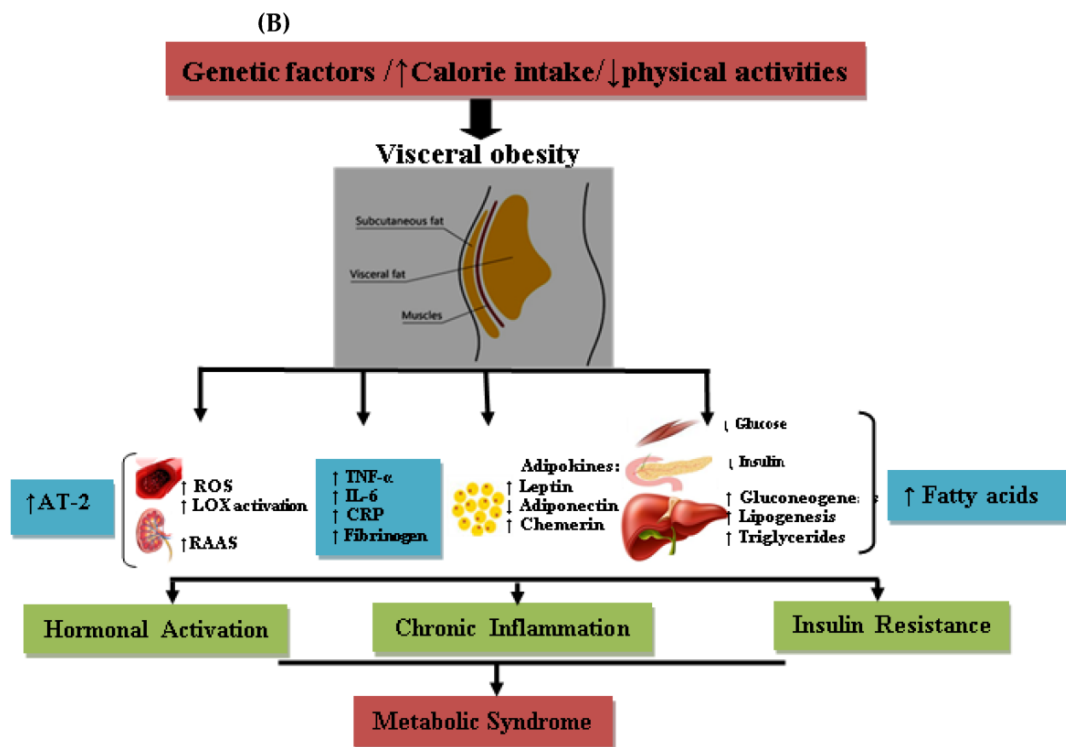 (B)
Genetic factors /↑Calorie intake/↓physical activities
Visceral obesity
Subcutaneous fat
Visceral fat
Muscles
↑AT-2
↑ ROS
↑ LOX activation
↑RAAS
↑ TNF-α
↑ IL-6
↑ CRP
↑ Fibrinogen
Adipokines:
↑ Leptin
↓ Adiponectin
↑ Chemerin
↓ Glucose
↓ Insulin
↑ Gluconeogenes s
↑ Lipogenesis
↑ Triglycerides
↑ Fatty acids
Hormonal Activation
Chronic Inflammation
Insulin Resistance
Metabolic Syndrome